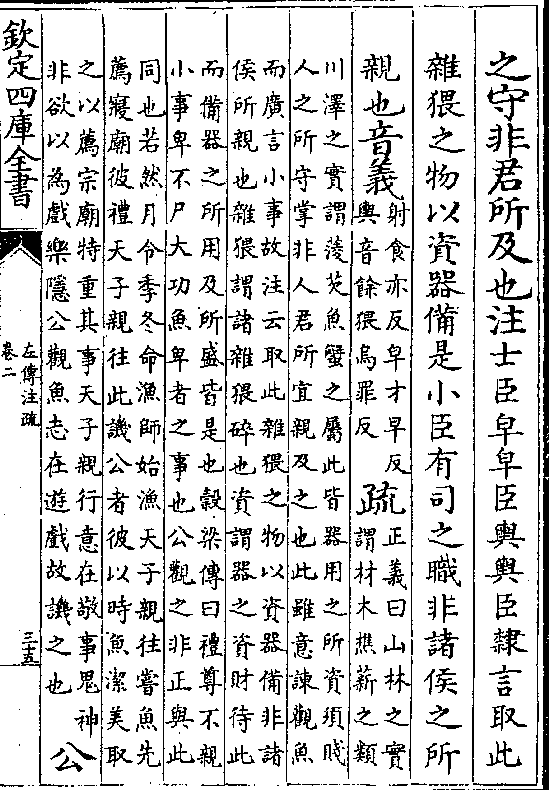 之守非君所及也注士臣皁皁臣輿輿臣隸言取此
雜猥之物以資器備是小臣有司之職非諸侯之所
親也音義
射食亦反皁才早反
輿音餘猥烏罪反
疏
正義曰山林之實
謂材木樵薪之類
川澤之實謂蔆芡魚蟹之屬此皆器用之所資須賤
人之所守掌非人君所宜親及之也此雖意諫觀魚
而廣言小事故注云取此雜猥之物以資器備非諸
侯所親也雜猥謂諸雜猥碎也資謂器之資財待此
而備器之所用及所盛皆是也穀梁傳曰禮尊不親
小事卑不尸大功魚卑者之事也公觀之非正與此
同也若然月令季冬命漁師始漁天子親往嘗魚先
薦寢廟彼禮天子親往此譏公者彼以時魚潔美取
之以薦宗廟特重其事天子親行意在敬事鬼神
非欲以為戲樂隱公觀魚志在遊戲故譏之也
公
欽定四庫全書
左傳注疏
卷二
三十五